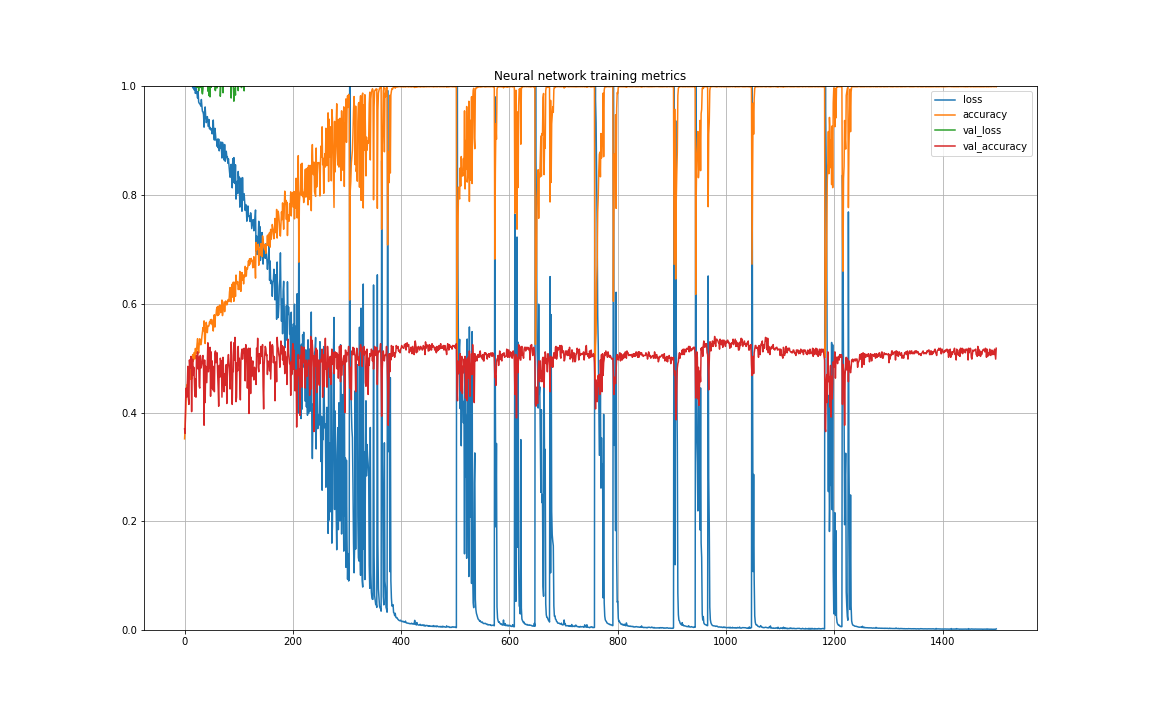 Neural network training metrics
1.0
0.8
0.6
0.4
0.2
0.0
0 200 400 600 800 1000 1200 1400
loss
accuracy
val_loss
val_accuracy